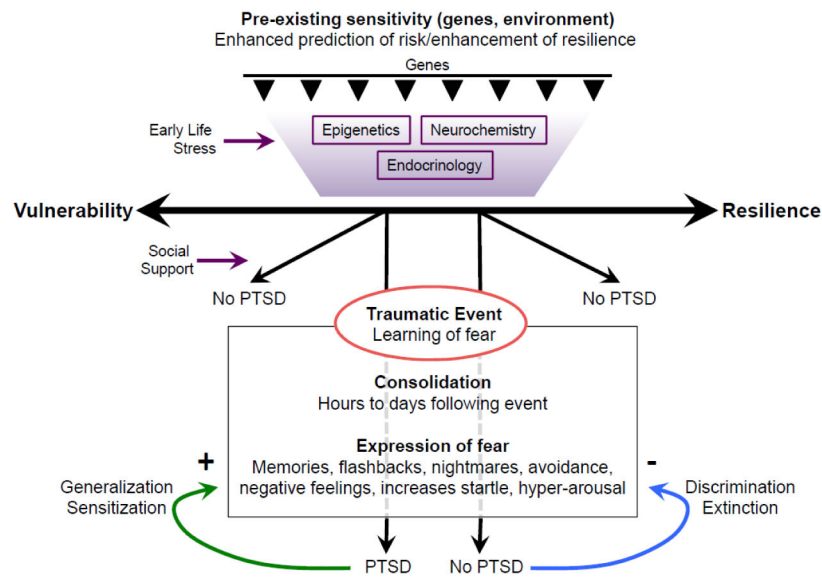 Pre-existing sensitivity (genes, environment)
Enhanced prediction of risk/enhancement of resilience
Genes
Early Life
Stress
Epigenetics
Neurochemistry
Endocrinology
Vulnerability
Resilience
Social
Support
No PTSD
No PTSD
Traumatic Event
Learning of fear
Consolidation
Hours to days following event
+
-
Expression of fear
Memories, flashbacks, nightmares, avoidance,
negative feelings, increases startle, hyper-arousal
Generalization
Sensitization
Discrimination
Extinction
PTSD
No PTSD